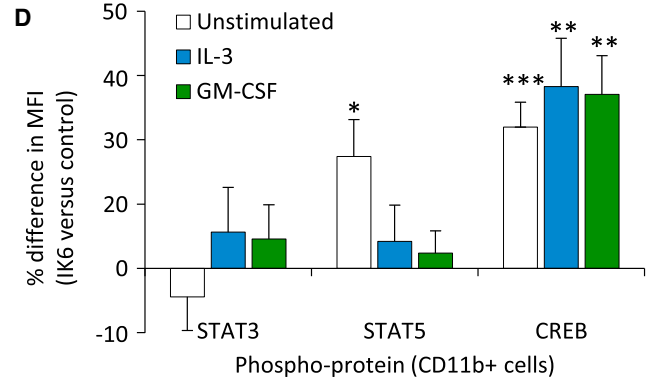 D
Unstimulated
IL-3
GM-CSF
% difference in MFI
(IK6 versus control)
50
40
30
20
0
-10
*
***
**
**
STAT3
STAT5
CREB
Phospho-protein (CD11b+ cells)